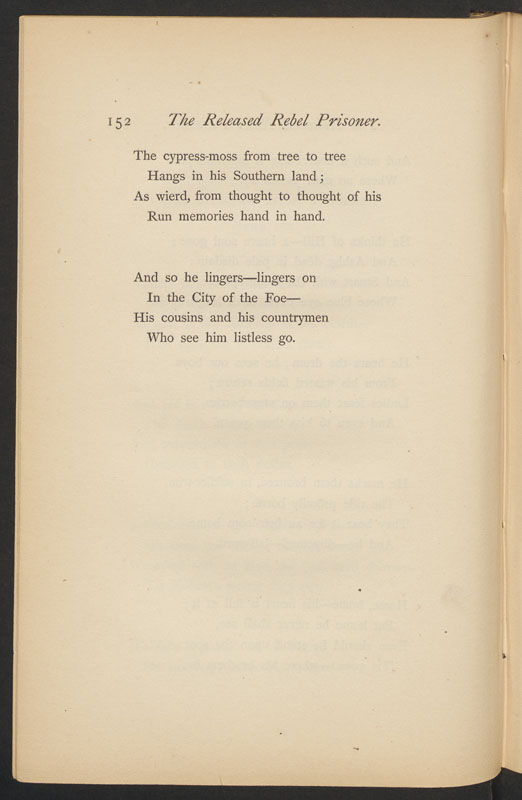 152 The Released Rebel Prisoner.
The cypress-moss from tree to tree
Hangs in his Southern land;
As wierd, from thought to thought of his
Run memories hand in hand.
And so he lingers—lingers on
In the City of the Foe—
His cousins and his countrymen
Who see him listless go.